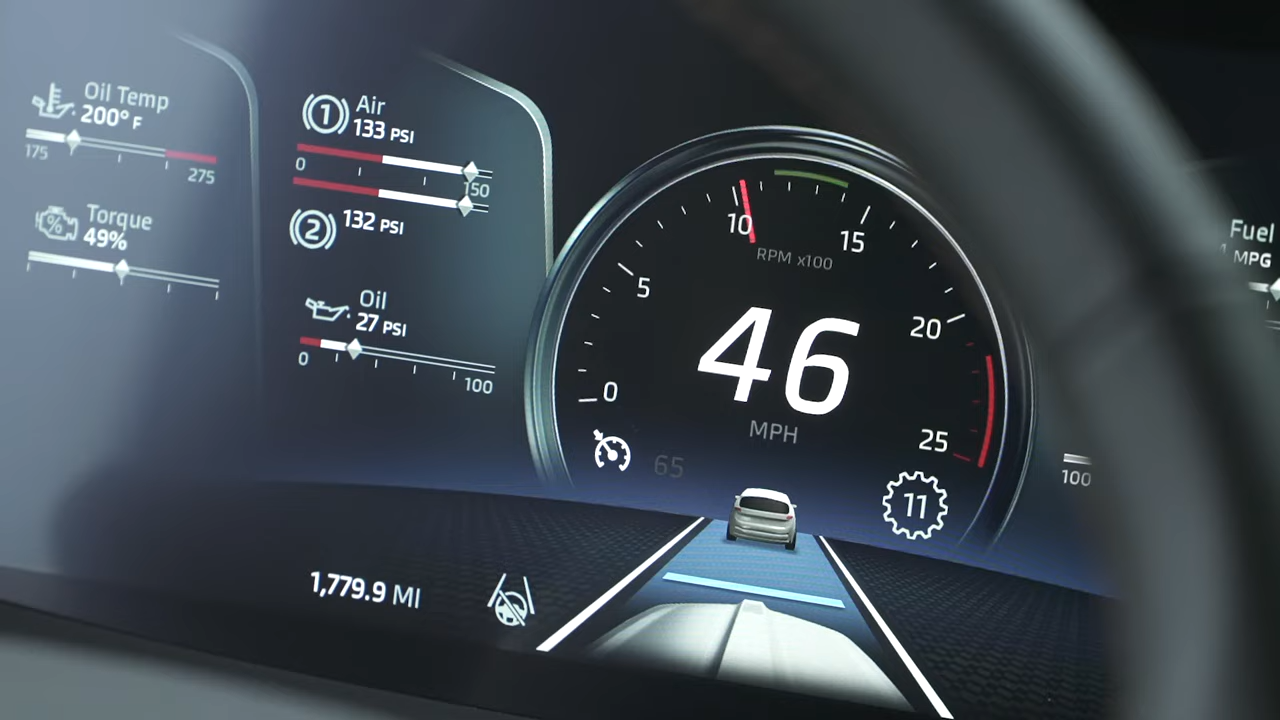 Oil Temp
200° F
175
275
Torque
%
49%
1
Air
133 PSI
0
150
2
132 PSI
Oil
27 PSI
0
100
0
5
10
15
20
25
RPM x100
46
MPH
65
11
1,779.9 MI
Fuel
MPG
100